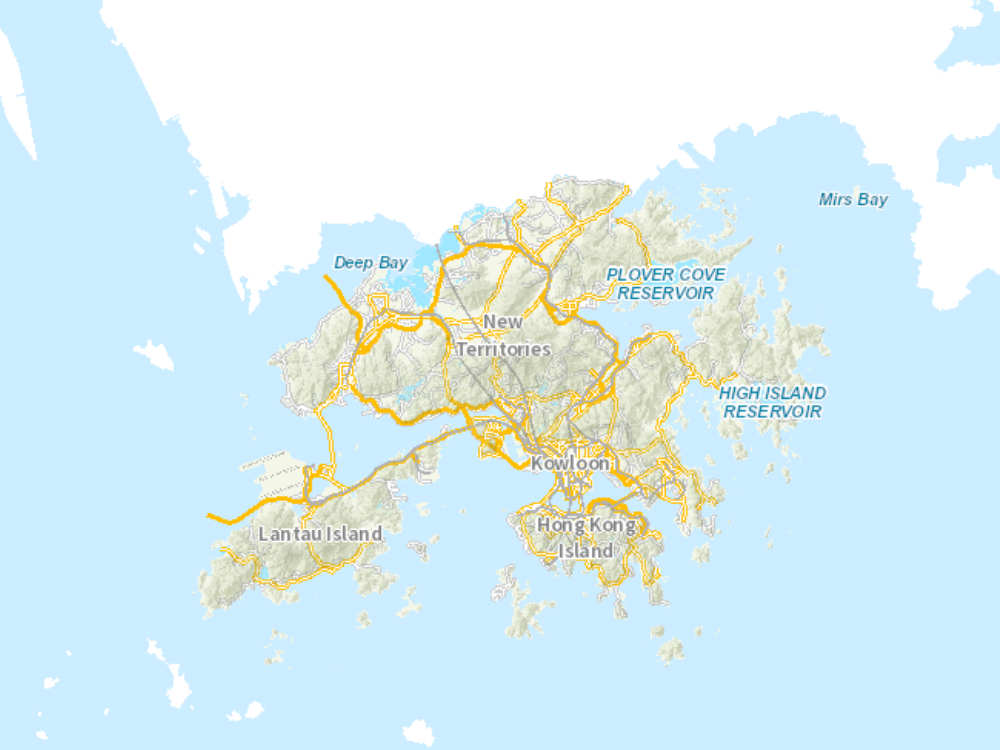 Mirs Bay
Deep Bay
PLOVER COVE
RESERVOIR
New
Territories
HIGH ISLAND
RESERVOIR
Kowloon
Hong Kong
Island
Lantau Island